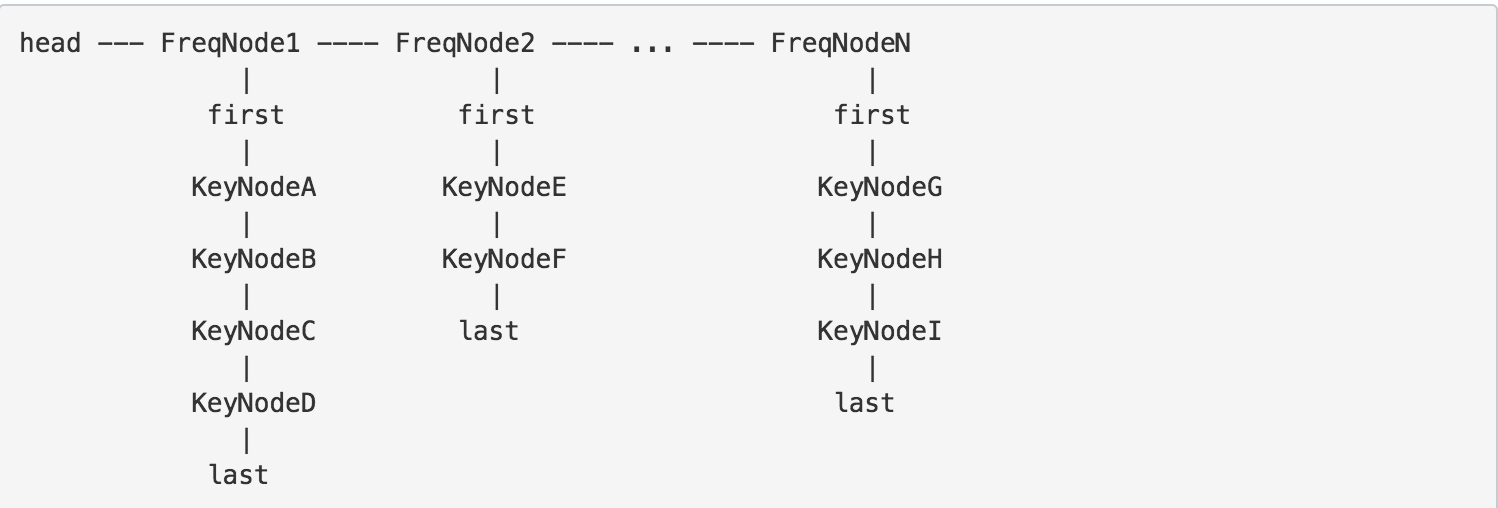 head --- FreqNode1 ---- FreqNode2 ---- ... ---- FreqNodeN
              |              |                      |
            first          first                  first
              |              |                      |
           KeyNodeA       KeyNodeE               KeyNodeG
              |              |                      |
           KeyNodeB       KeyNodeF               KeyNodeH
              |              |                      |
           KeyNodeC        last                  KeyNodeI
              |                                     |
           KeyNodeD                               last
              |
            last